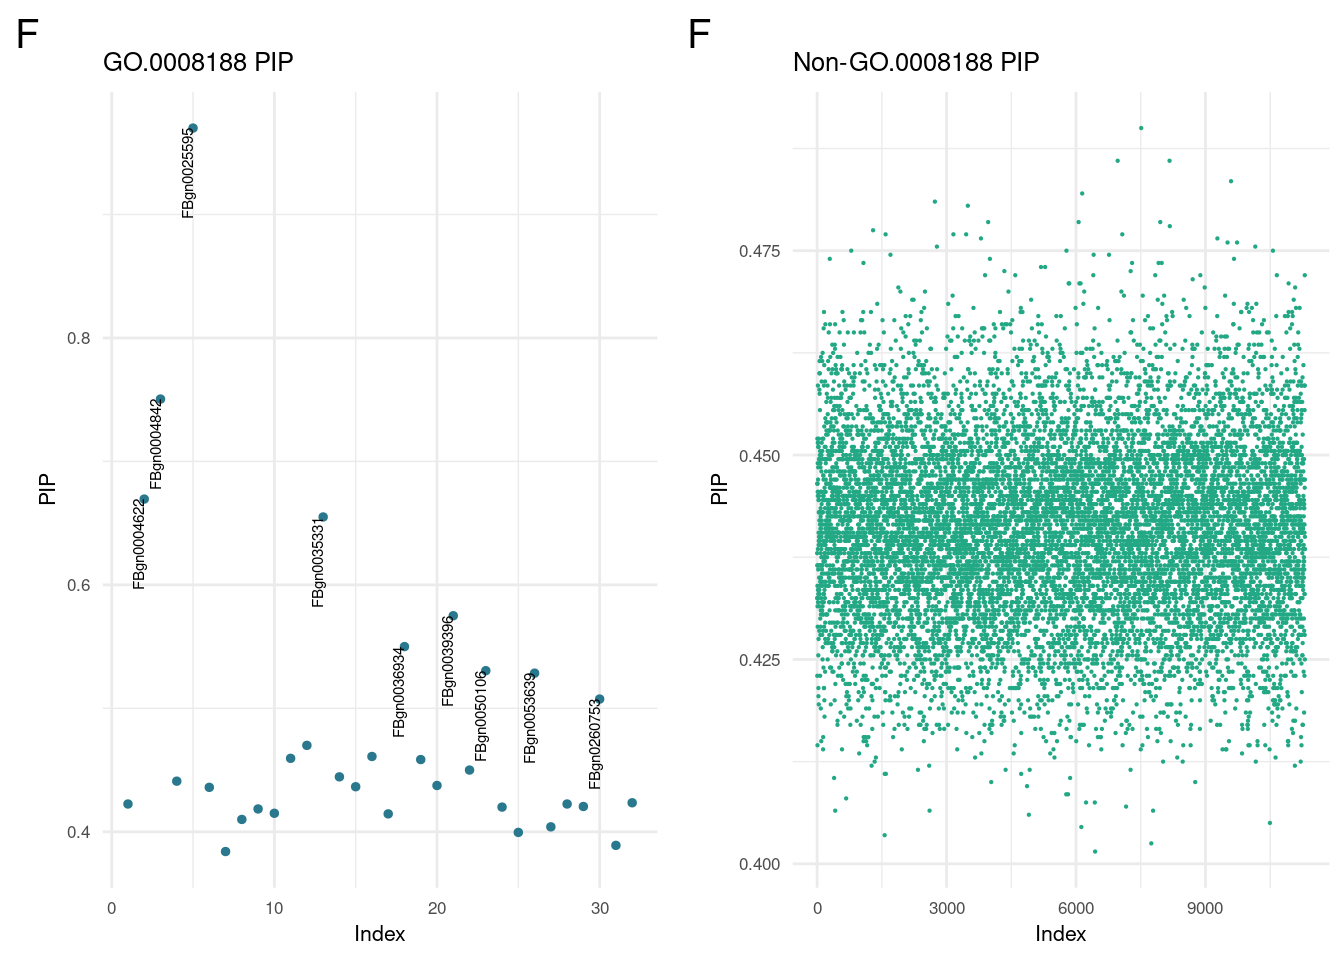 F
GO.0008188 PIP
PIP
0.8
0.6
0.4
FBgn0025595
FBgn0004842
FBgn0004622
FBgn0035331
FBgn0036934
FBgn0039396
FBgn0050106
FBgn0053639
FBgn0260753
0
10
20
30
Index
F
Non-GO.0008188 PIP
PIP
0.475
0.450
0.425
0.400
0
3000
6000
9000
Index